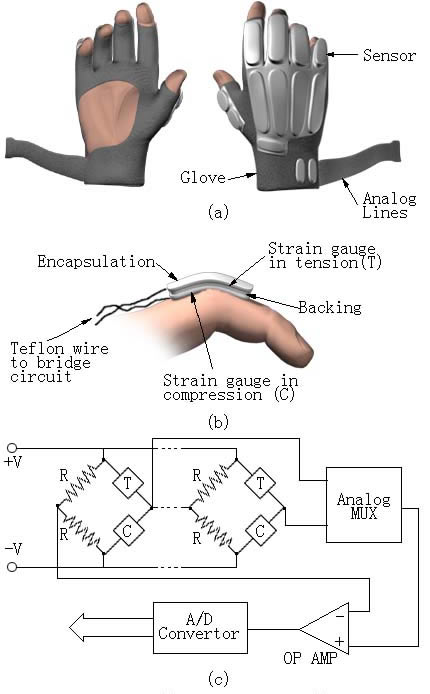 Sensor
Glove
Analog
Lines
(a)
Encapsulation
Strain gauge
in tension(T)
Backing
Teflon wire
to bridge
circuit
Strain gauge in
compression (C)
(b)
+V
R
T
R
T
Analog
MUX
R
C
R
C
-V
A/D
Convertor
-
+
OP AMP
(c)